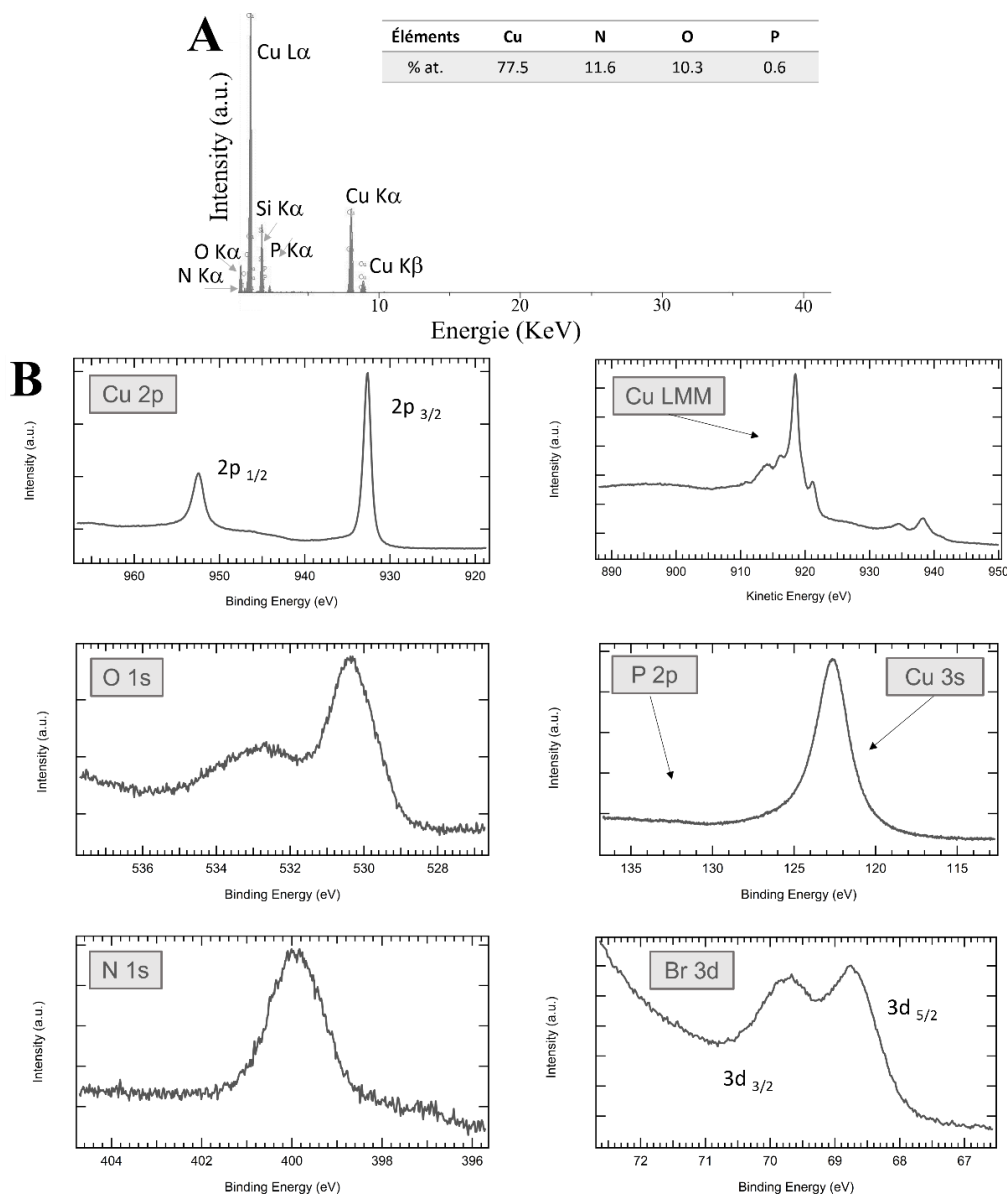 A
Éléments Cu N O P
% at. 77.5 11.6 10.3 0.6
Intensity (a.u.)
Cu Lα
Si Kα
Cu Kα
O Kα
P Kα
N Kα
Cu Kβ
10 20 30 40
Energie (KeV)
B
Cu 2p
2p 3/2
2p 1/2
Intensity (a.u.)
960 950 940 930 920
Binding Energy (eV)
Cu LMM
Intensity (a.u.)
890 900 910 920 930 940 950
Kinetic Energy (eV)
O 1s
Intensity (a.u.)
536 534 532 530 528
Binding Energy (eV)
P 2p
Cu 3s
Intensity (a.u.)
135 130 125 120 115
Binding Energy (eV)
N 1s
Intensity (a.u.)
404 402 400 398 396
Binding Energy (eV)
Br 3d
3d 5/2
3d 3/2
Intensity (a.u.)
72 71 70 69 68 67
Binding Energy (eV)